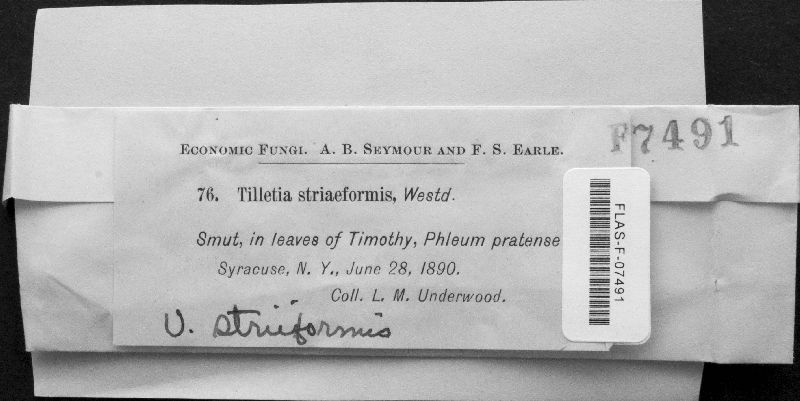 ECONOMIC FUNGI. A. B. SEYMOUR AND F. S. EARLE.
F7491
76. Tilletia striaeformis, Westd.
Smut, in leaves of Timothy, Phleum pratense
Syracuse, N. Y., June 28, 1890.
Coll. L. M. Underwood.
U. striiformis
FLAS-F-07491